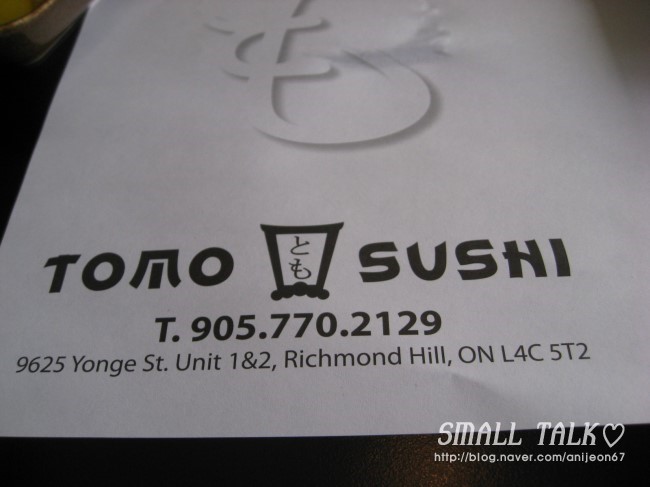 も
TOMO とも SUSHI
T. 905.770.2129
9625 Yonge St. Unit 1&2, Richmond Hill, ON L4C 5T2
SMALL TALK♡
http://blog.naver.com/anijeon67